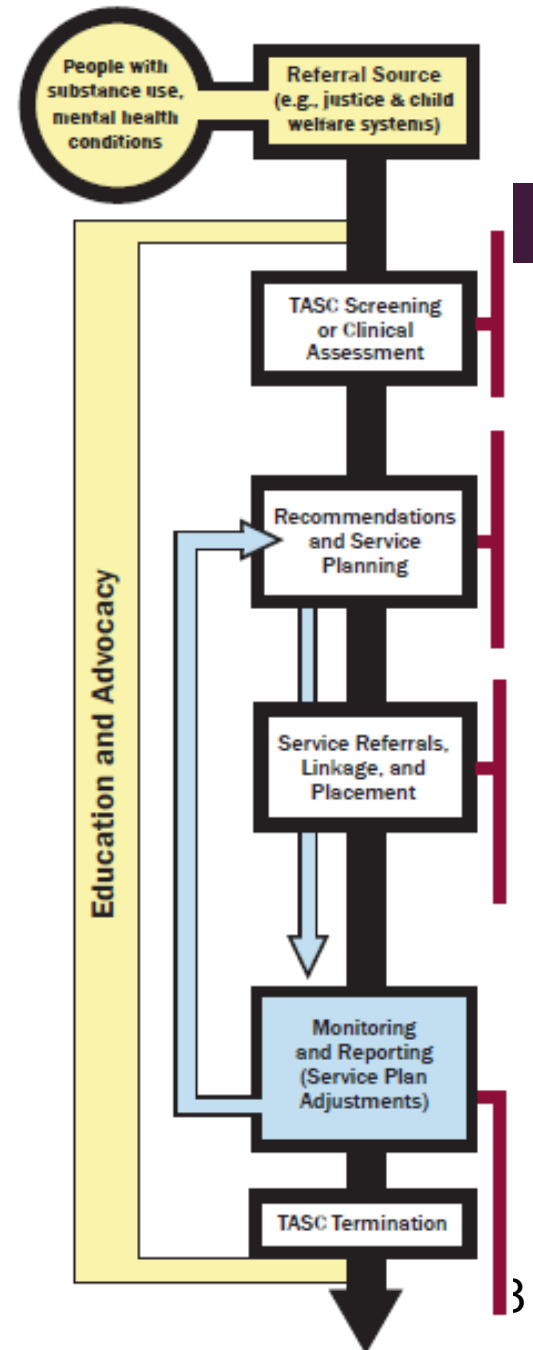 People with
substance use,
mental health
conditions
Referral Source
(e.g., justice & child
welfare systems)
TASC Screening
or Clinical
Assessment
Recommendations
and Service
Planning
Service Referrals,
Linkage, and
Placement
Education and Advocacy
Monitoring
and Reporting
(Service Plan
Adjustments)
TASC Termination